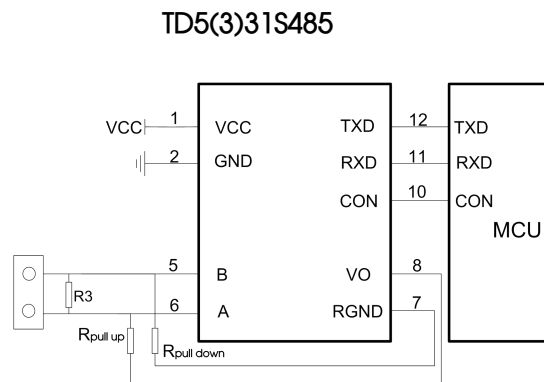 TD5(3)31S485
VCC 1 VCC TXD 12 TXD
2 GND RXD 11 RXD
CON 10 CON
MCU
5 B VO 8
R3
6 A RGND 7
Rpull up Rpull down